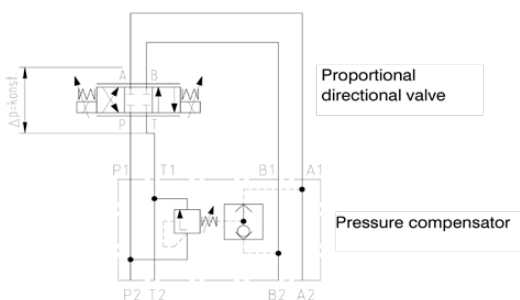 A B
Δp=konst
P T
Proportional
directional valve
P1 T1 B1 A1
Pressure compensator
P2 T2 B2 A2